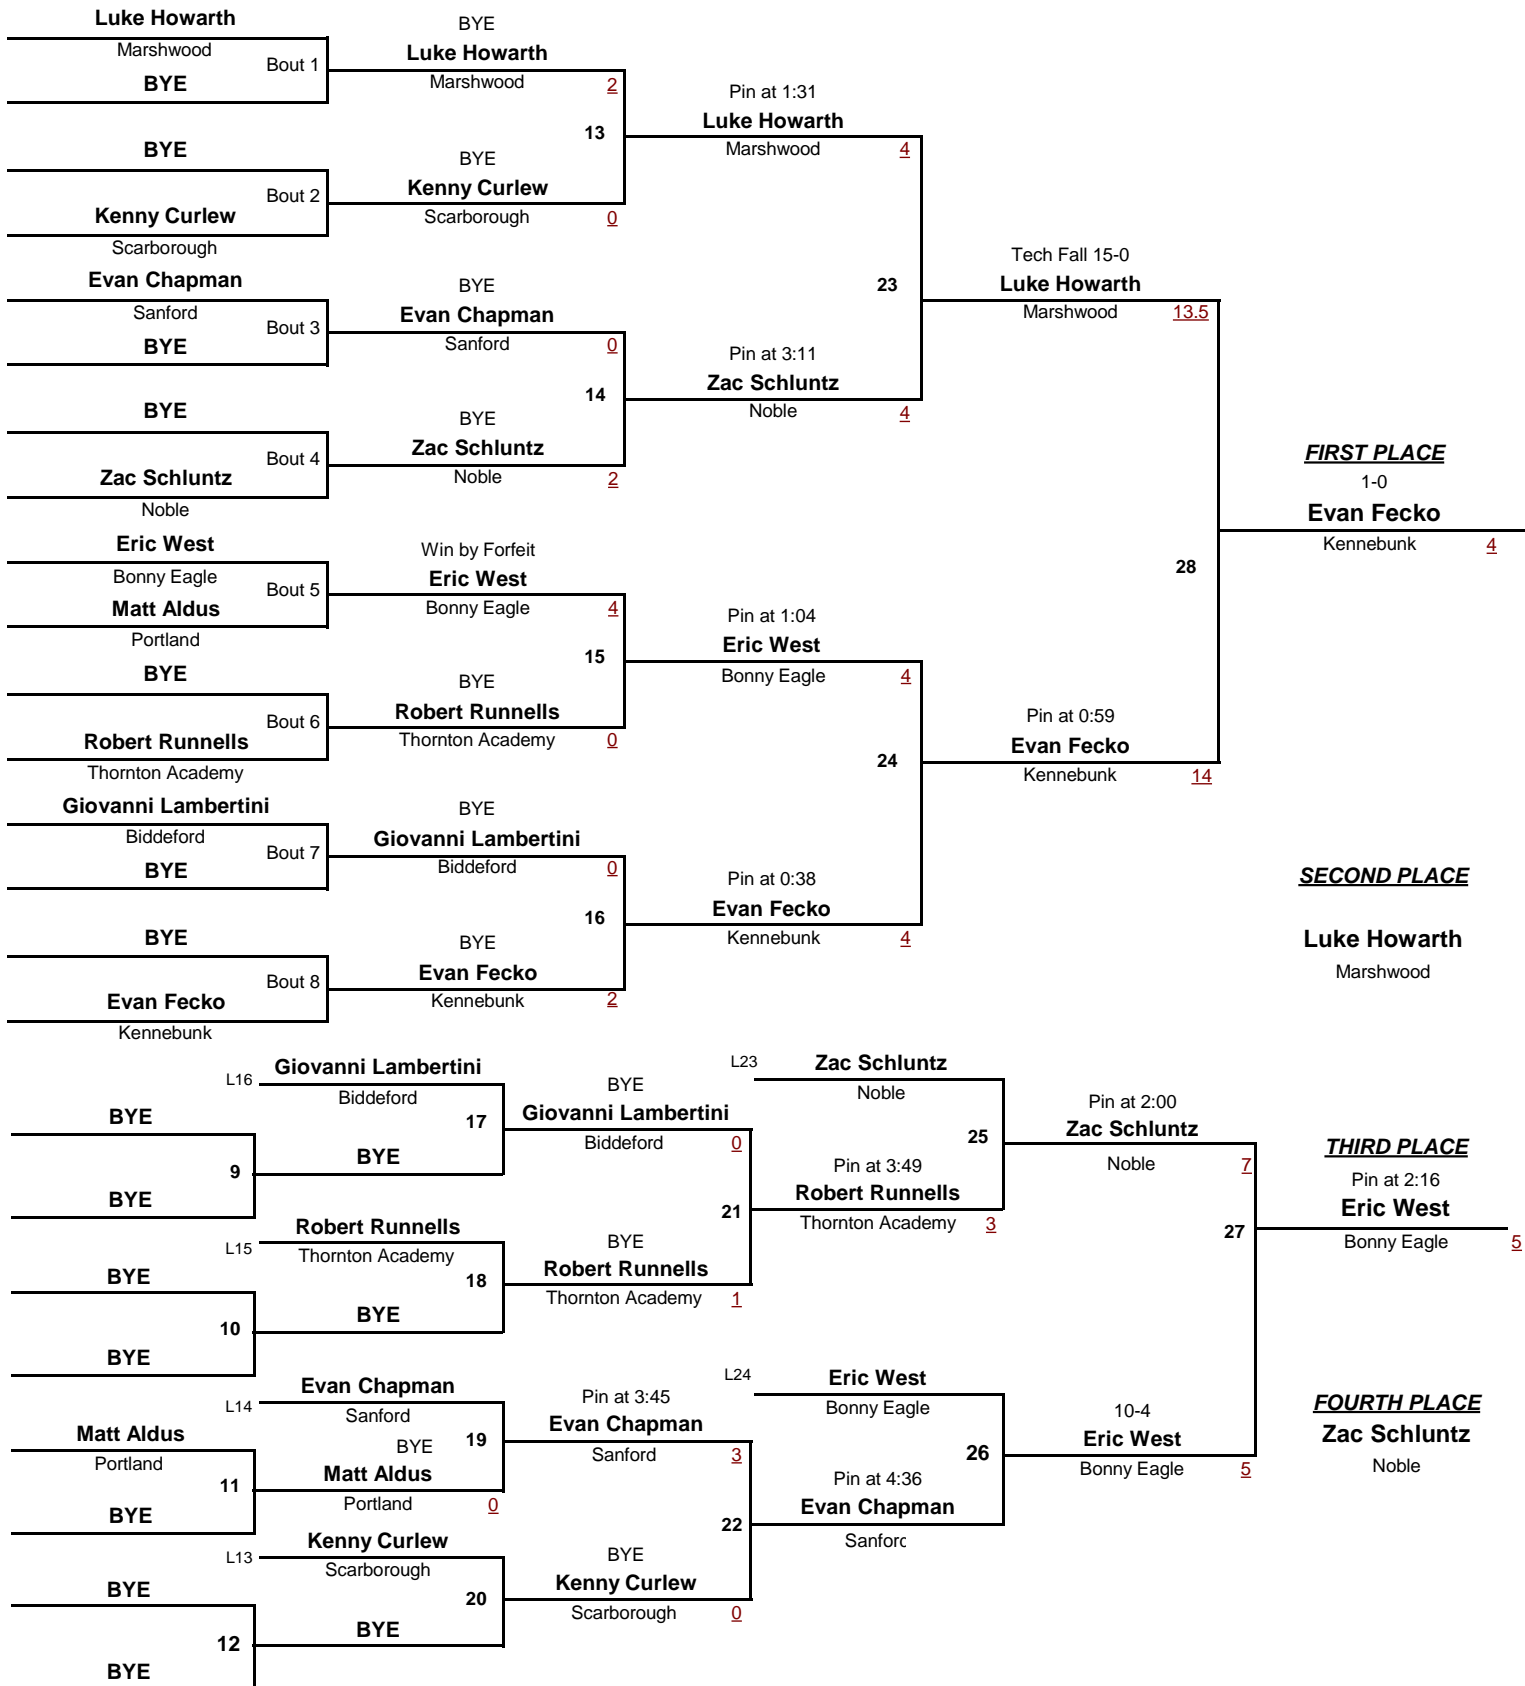 Luke Howarth
Marshwood
Bout 1
BYE
BYE
Luke Howarth
Marshwood
2
13
BYE
Bout 2
Kenny Curlew
Scarborough
BYE
Kenny Curlew
Scarborough
0
Pin at 1:31
Luke Howarth
Marshwood
4
Evan Chapman
Sanford
Bout 3
BYE
BYE
Evan Chapman
Sanford
0
14
BYE
Bout 4
Zac Schluntz
Noble
BYE
Zac Schluntz
Noble
2
23
Pin at 3:11
Zac Schluntz
Noble
4
Tech Fall 15-0
Luke Howarth
Marshwood
13.5
Eric West
Bonny Eagle
Bout 5
Matt Aldus
Portland
Win by Forfeit
Eric West
Bonny Eagle
4
15
BYE
Bout 6
Robert Runnells
Thornton Academy
BYE
Robert Runnells
Thornton Academy
0
Pin at 1:04
Eric West
Bonny Eagle
4
24
Giovanni Lambertini
Biddeford
Bout 7
BYE
BYE
Giovanni Lambertini
Biddeford
0
16
BYE
Bout 8
Evan Fecko
Kennebunk
BYE
Evan Fecko
Kennebunk
2
Pin at 0:38
Evan Fecko
Kennebunk
4
Pin at 0:59
Evan Fecko
Kennebunk
14
28
FIRST PLACE
1-0
Evan Fecko
Kennebunk
4
SECOND PLACE
Luke Howarth
Marshwood
L16
Giovanni Lambertini
Biddeford
17
BYE
9
BYE
BYE
BYE
Giovanni Lambertini
Biddeford
0
L15
Robert Runnells
Thornton Academy
18
BYE
10
BYE
BYE
BYE
Robert Runnells
Thornton Academy
1
21
L23
Zac Schluntz
Noble
25
Pin at 3:49
Robert Runnells
Thornton Academy
3
Pin at 2:00
Zac Schluntz
Noble
7
27
THIRD PLACE
Pin at 2:16
Eric West
Bonny Eagle
5
L14
Evan Chapman
Sanford
19
Matt Aldus
Portland
11
BYE
BYE
Matt Aldus
Portland
0
Pin at 3:45
Evan Chapman
Sanford
3
22
L13
Kenny Curlew
Scarborough
20
BYE
12
BYE
BYE
BYE
Kenny Curlew
Scarborough
0
L24
Eric West
Bonny Eagle
26
Pin at 4:36
Evan Chapman
Sanford
10-4
Eric West
Bonny Eagle
5
FOURTH PLACE
Zac Schluntz
Noble